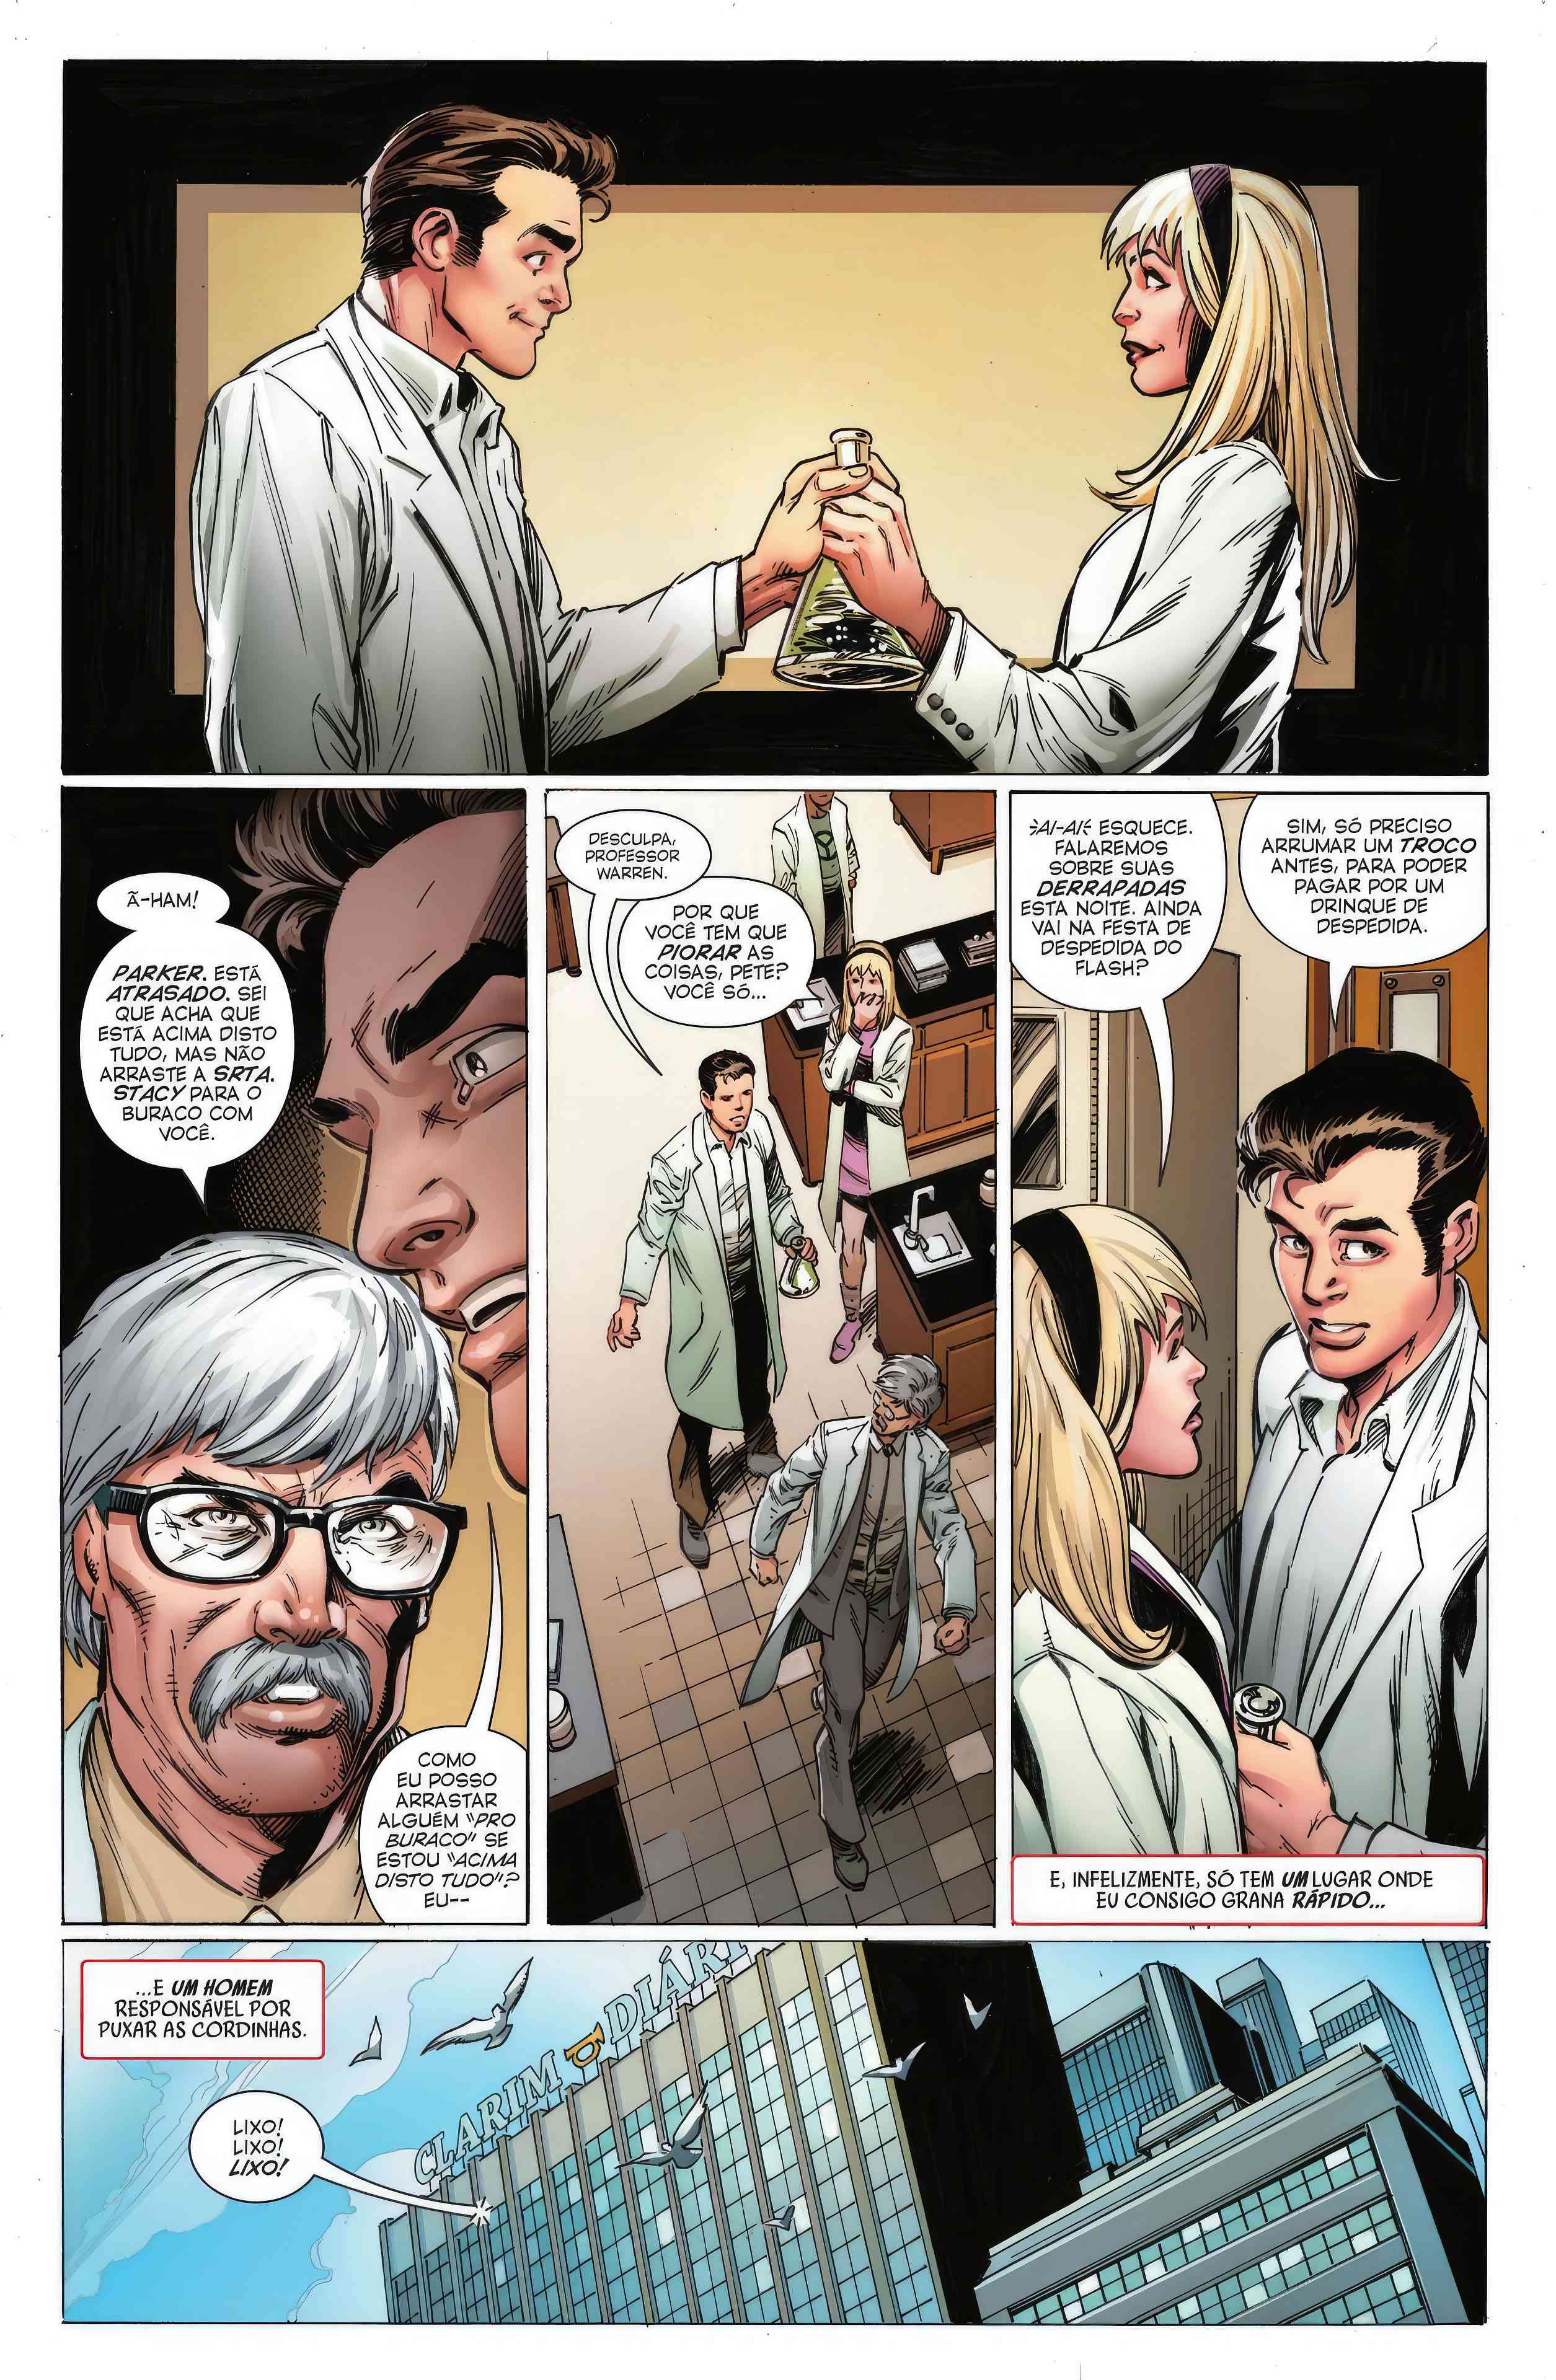 Ã-HAM!
PARKER. ESTÁ
ATRASADO. SEI
QUE ACHA QUE
ESTÁ ACIMA DISTO
TUDO, MAS NÃO
ARRASTE A SRTA.
STACY PARA O
BURACO COM
VOCÊ.
COMO
EU POSSO
ARRASTAR
ALGUÉM "PRO
BURACO" SE
ESTOU "ACIMA
DISTO TUDO"?
EU--
DESCULPA,
PROFESSOR
WARREN.
POR QUE
VOCÊ TEM QUE
PIORAR AS
COISAS, PETE?
VOCÊ SÓ...
AI-AI ESQUECE.
FALAREMOS
SOBRE SUAS
DERRAPADAS
ESTA NOITE. AINDA
VAI NA FESTA DE
DESPEDIDA DO
FLASH?
SIM, SÓ PRECISO
ARRUMAR UM TROCO
ANTES, PARA PODER
PAGAR POR UM
DRINQUE DE
DESPEDIDA.
E, INFELIZMENTE, SÓ TEM UM LUGAR ONDE
EU CONSIGO GRANA RÁPIDO...
...E UM HOMEM
RESPONSÁVEL POR
PUXAR AS CORDINHAS.
CLARIM D DIÁRI
LIXO!
LIXO!
LIXO!